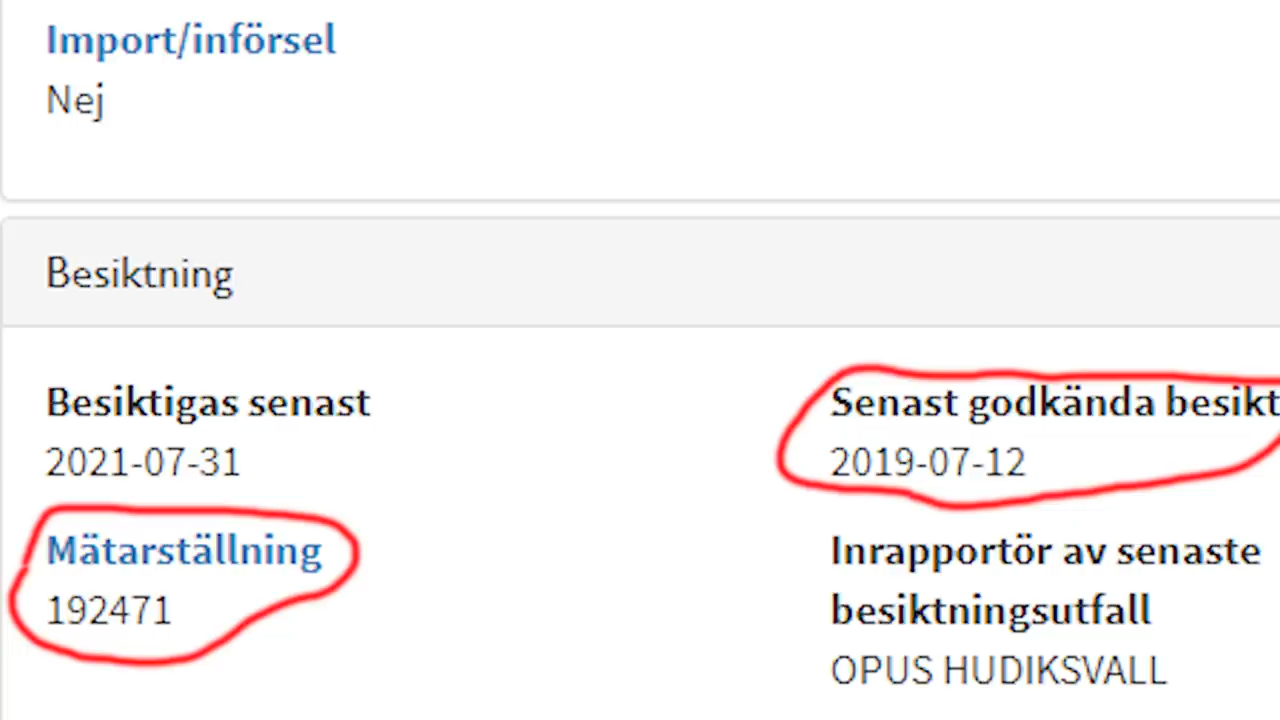 Import/införsel
Nej
Besiktning
Besiktigas senast
2021-07-31
Senast godkända besikt
2019-07-12
Mätarställning
192471
Inrapportör av senaste
besiktningsutfall
OPUS HUDIKSVALL